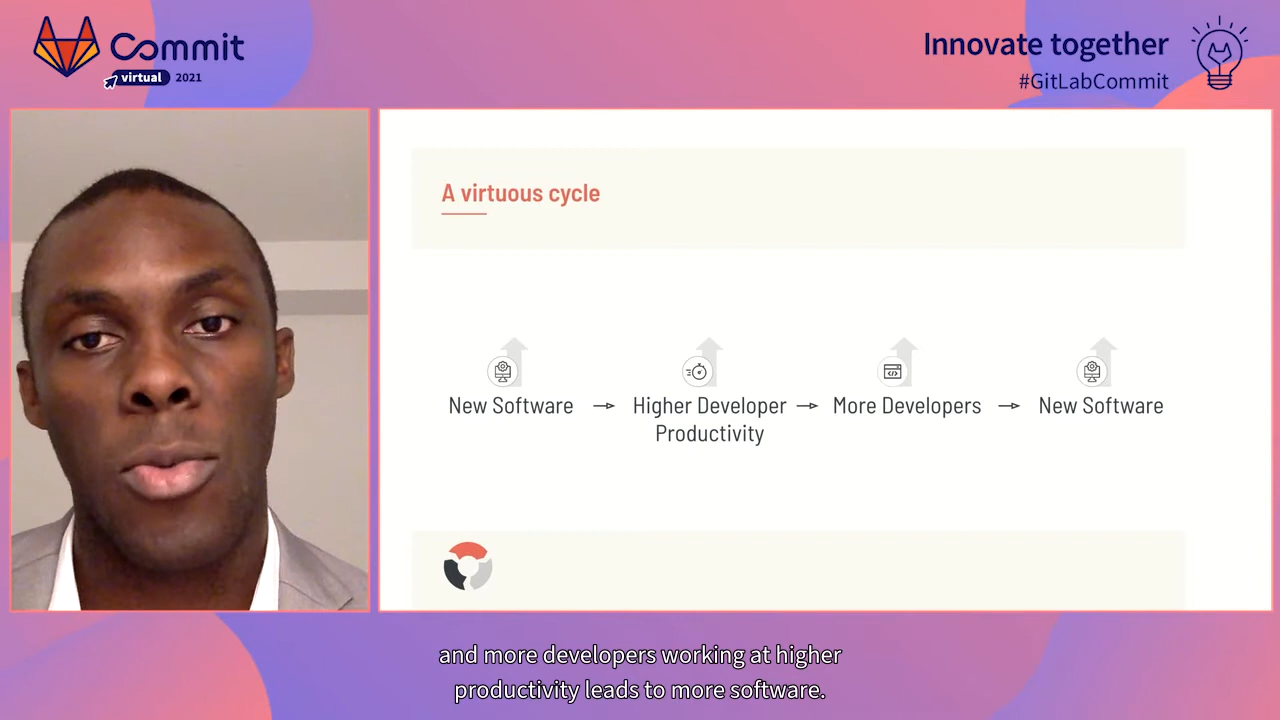 Commit
virtual 2021
Innovate together
#GitLabCommit
A virtuous cycle
New Software
Higher Developer
Productivity
More Developers
New Software
and more developers working at higher
productivity leads to more software.